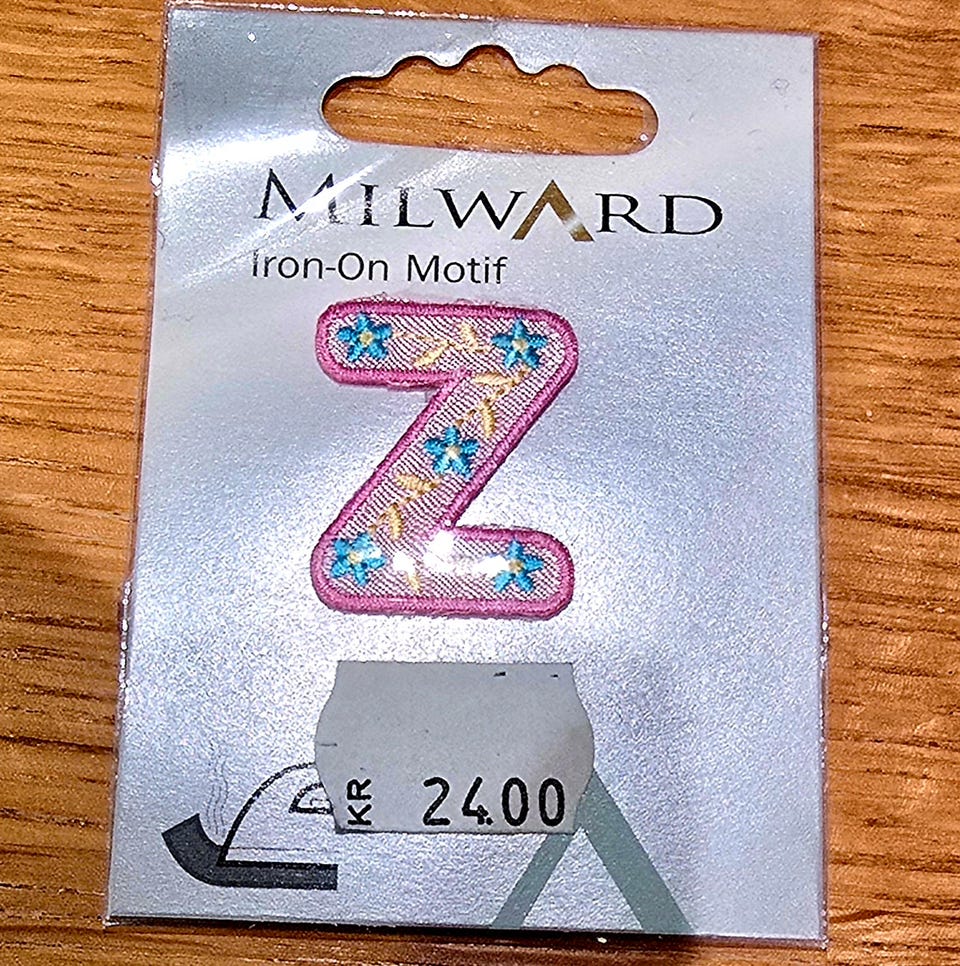 MILWARD
Iron-On Motif
Z
KR 24.00